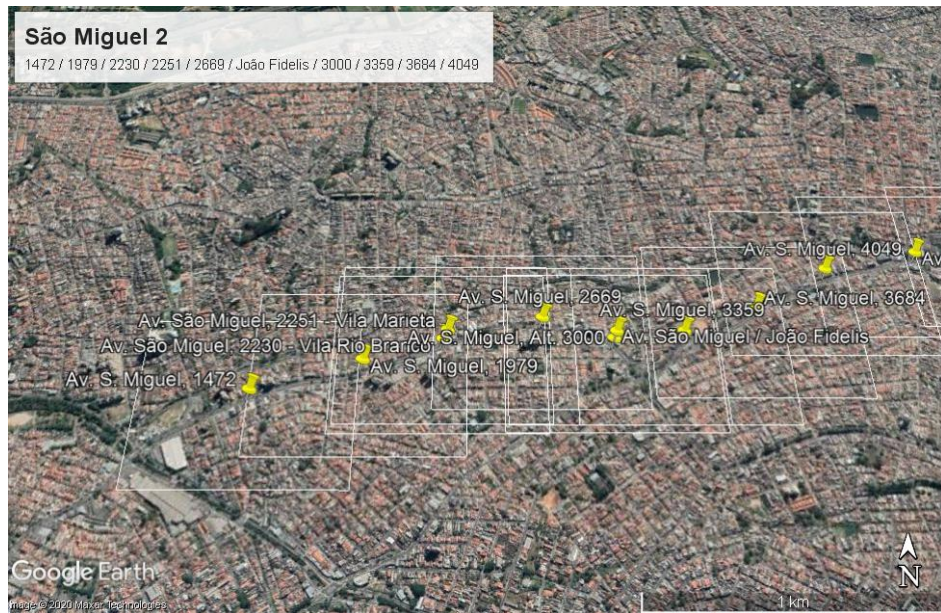 São Miguel 2
1472 / 1979 / 2230 / 2251 / 2669 / João Fidelis / 3000 / 3359 / 3684 / 4049
Av. S. Miguel, 4049
Av.
Av. S. Miguel, 2669
Av. S. Miguel, 3684
Av. S. Miguel, 3359
Av. São Miguel, 2251 - Vila Marieta
Av. S. Miguel, Alt. 3000
Av. São Miguel / João Fidelis
Av. São Miguel, 2230 - Vila Rio Branco
Av. S. Miguel, 1979
Av. S. Miguel, 1472
Google Earth
N
Image © 2020 Maxar Technologies
1 km